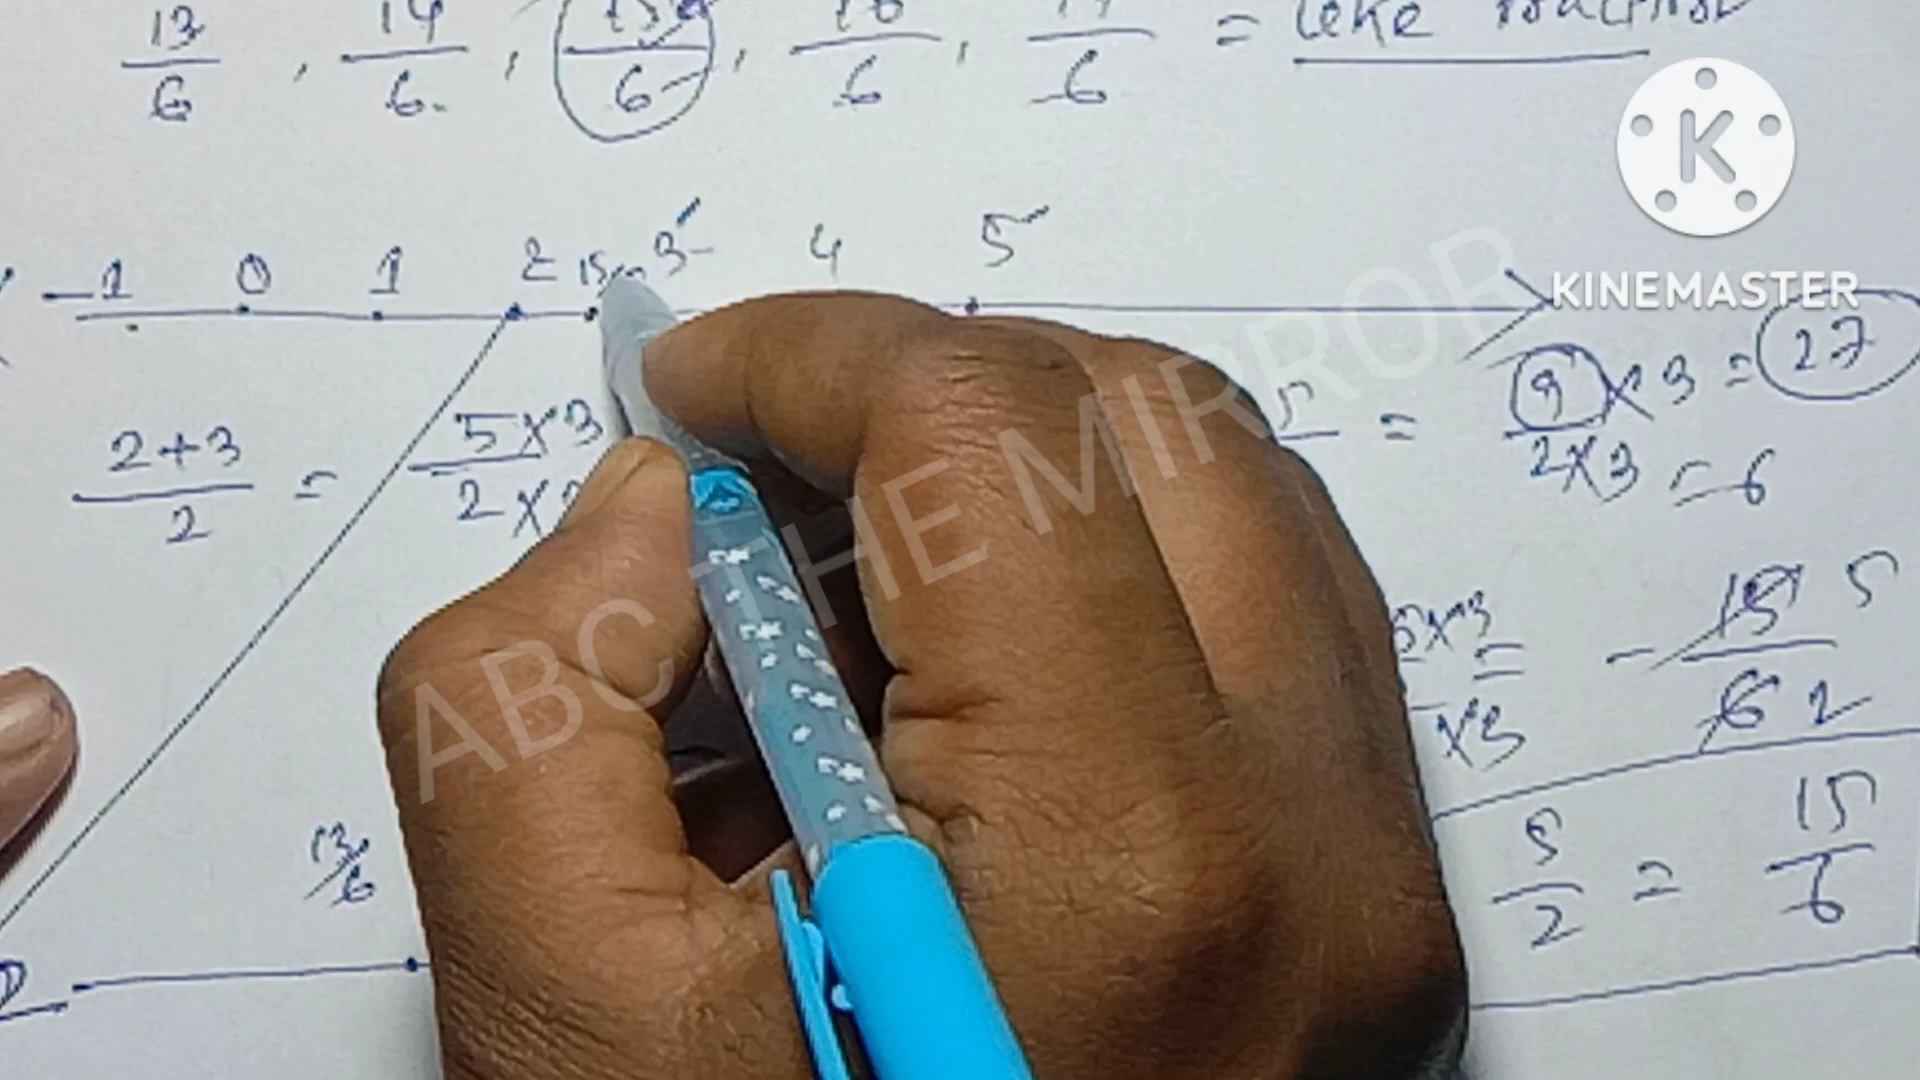 13/6 , 14/6 , 15/6 , 16/6 , 17/6 =
-1 0 1 2 15 3 4 5
KINEMASTER
2+3/2 = 5×3/2×
= 9×3/2×3 = 27 = 6
5×3/×3 = - 15/6 5 2
13/6
5/2 = 15/6
ABC THE MIRROR